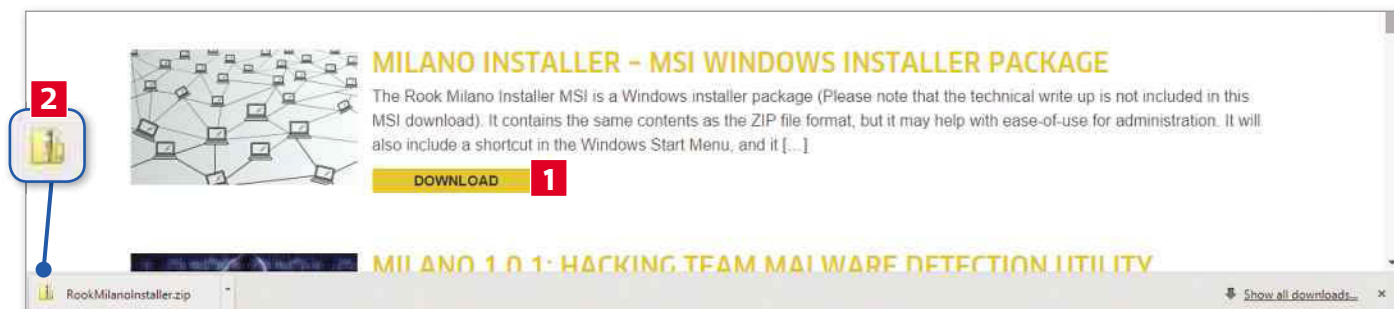 MILANO INSTALLER – MSI WINDOWS INSTALLER PACKAGE
2
The Rook Milano Installer MSI is a Windows installer package (Please note that the technical write up is not included in this
MSI download). It contains the same contents as the ZIP file format, but it may help with ease-of-use for administration. It will
also include a shortcut in the Windows Start Menu, and it [...]
DOWNLOAD 1
MILANO 1.0.1: HACKING TEAM MALWARE DETECTION UTILITY
RookMilanoInstaller.zip
Show all downloads...